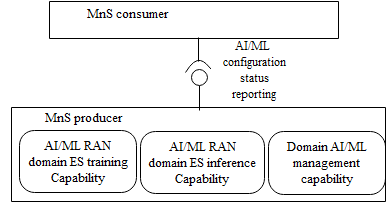 MnS consumer
AI/ML
configuration
status
reporting
MnS producer
AI/ML RAN
domain ES training
Capability
AI/ML RAN
domain ES inference
Capability
Domain AI/ML
management
capability